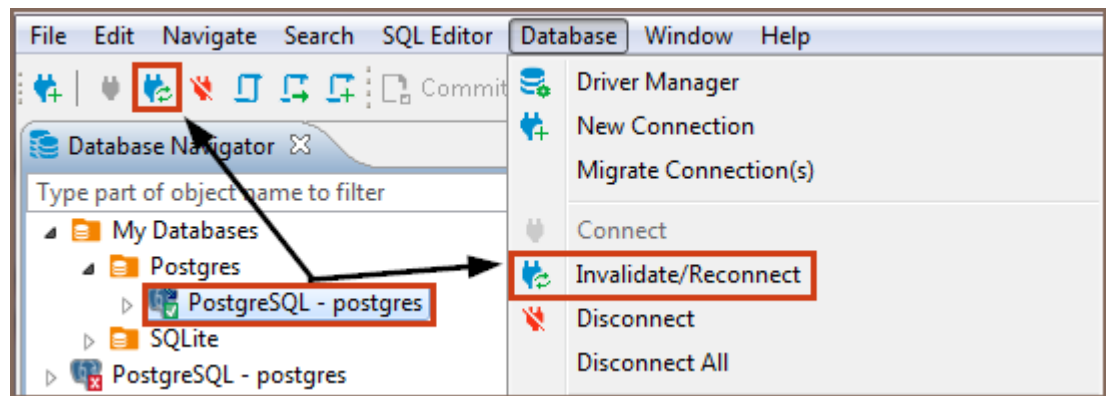 File Edit Navigate Search SQL Editor Database Window Help
Commit
Database Navigator
Type part of object name to filter
My Databases
Postgres
PostgreSQL - postgres
SQLite
PostgreSQL - postgres
Driver Manager
New Connection
Migrate Connection(s)
Connect
Invalidate/Reconnect
Disconnect
Disconnect All